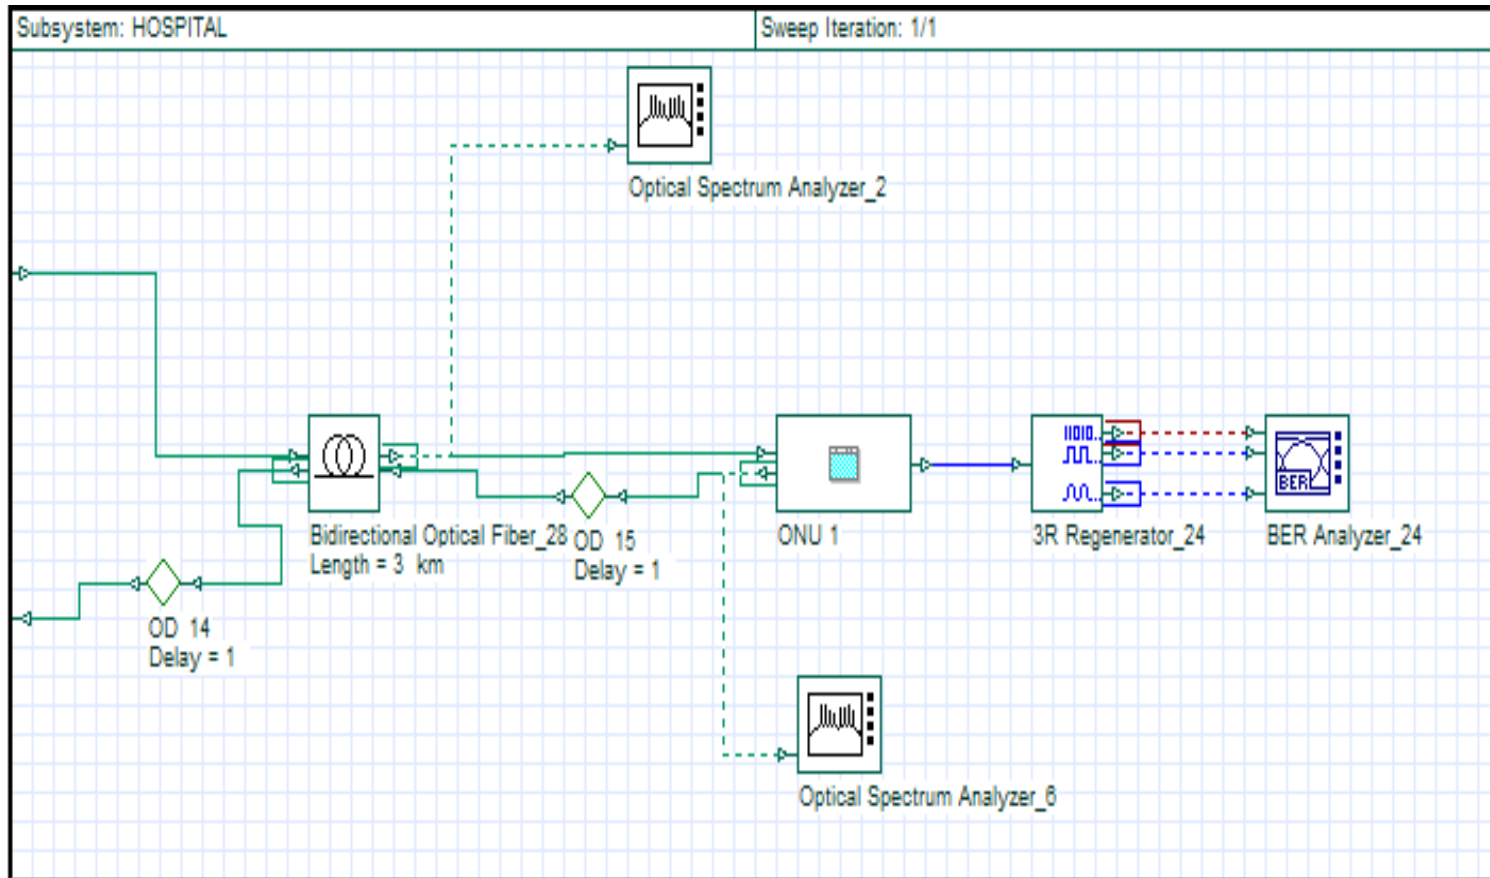 Subsystem: HOSPITAL
Sweep Iteration: 1/1
Optical Spectrum Analyzer_2
Bidirectional Optical Fiber_28
Length = 3 km
OD 15
Delay = 1
ONU 1
11010..
3R Regenerator_24
BER
BER Analyzer_24
OD 14
Delay = 1
Optical Spectrum Analyzer_6